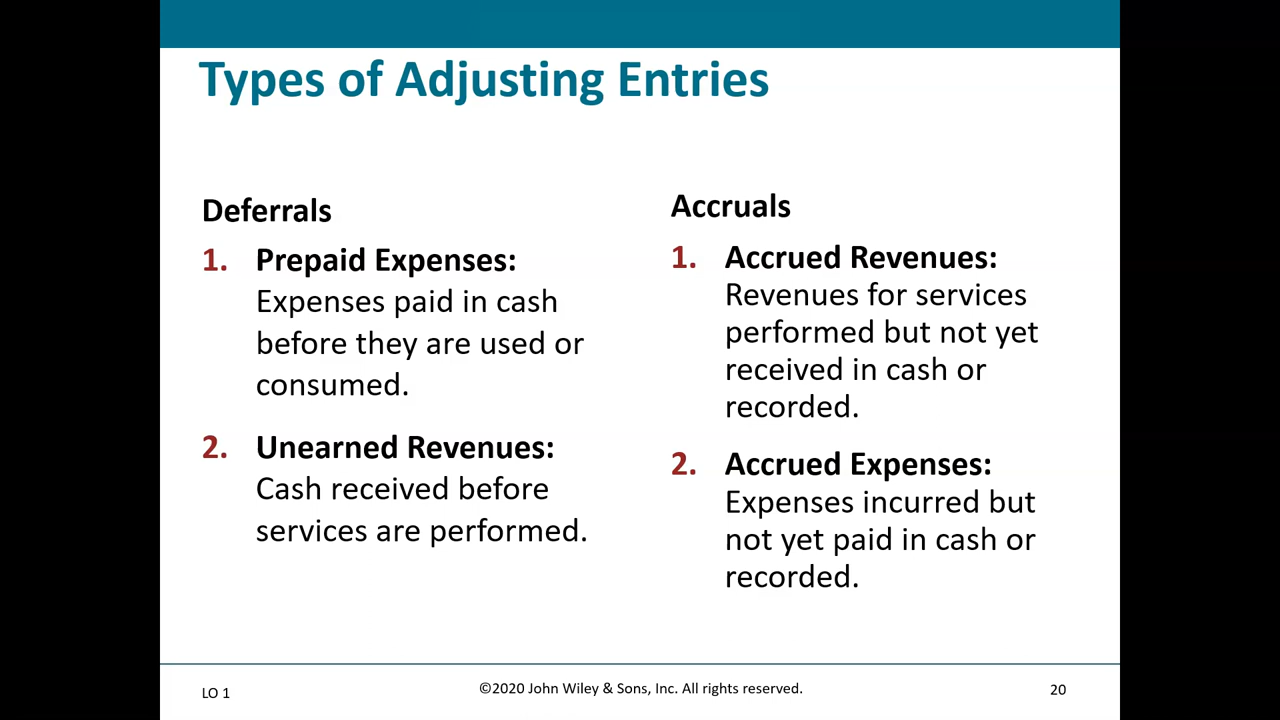 Types of Adjusting Entries
Deferrals
1. Prepaid Expenses:
Expenses paid in cash
before they are used or
consumed.
2. Unearned Revenues:
Cash received before
services are performed.
Accruals
1. Accrued Revenues:
Revenues for services
performed but not yet
received in cash or
recorded.
2. Accrued Expenses:
Expenses incurred but
not yet paid in cash or
recorded.
LO 1
©2020 John Wiley & Sons, Inc. All rights reserved.
20